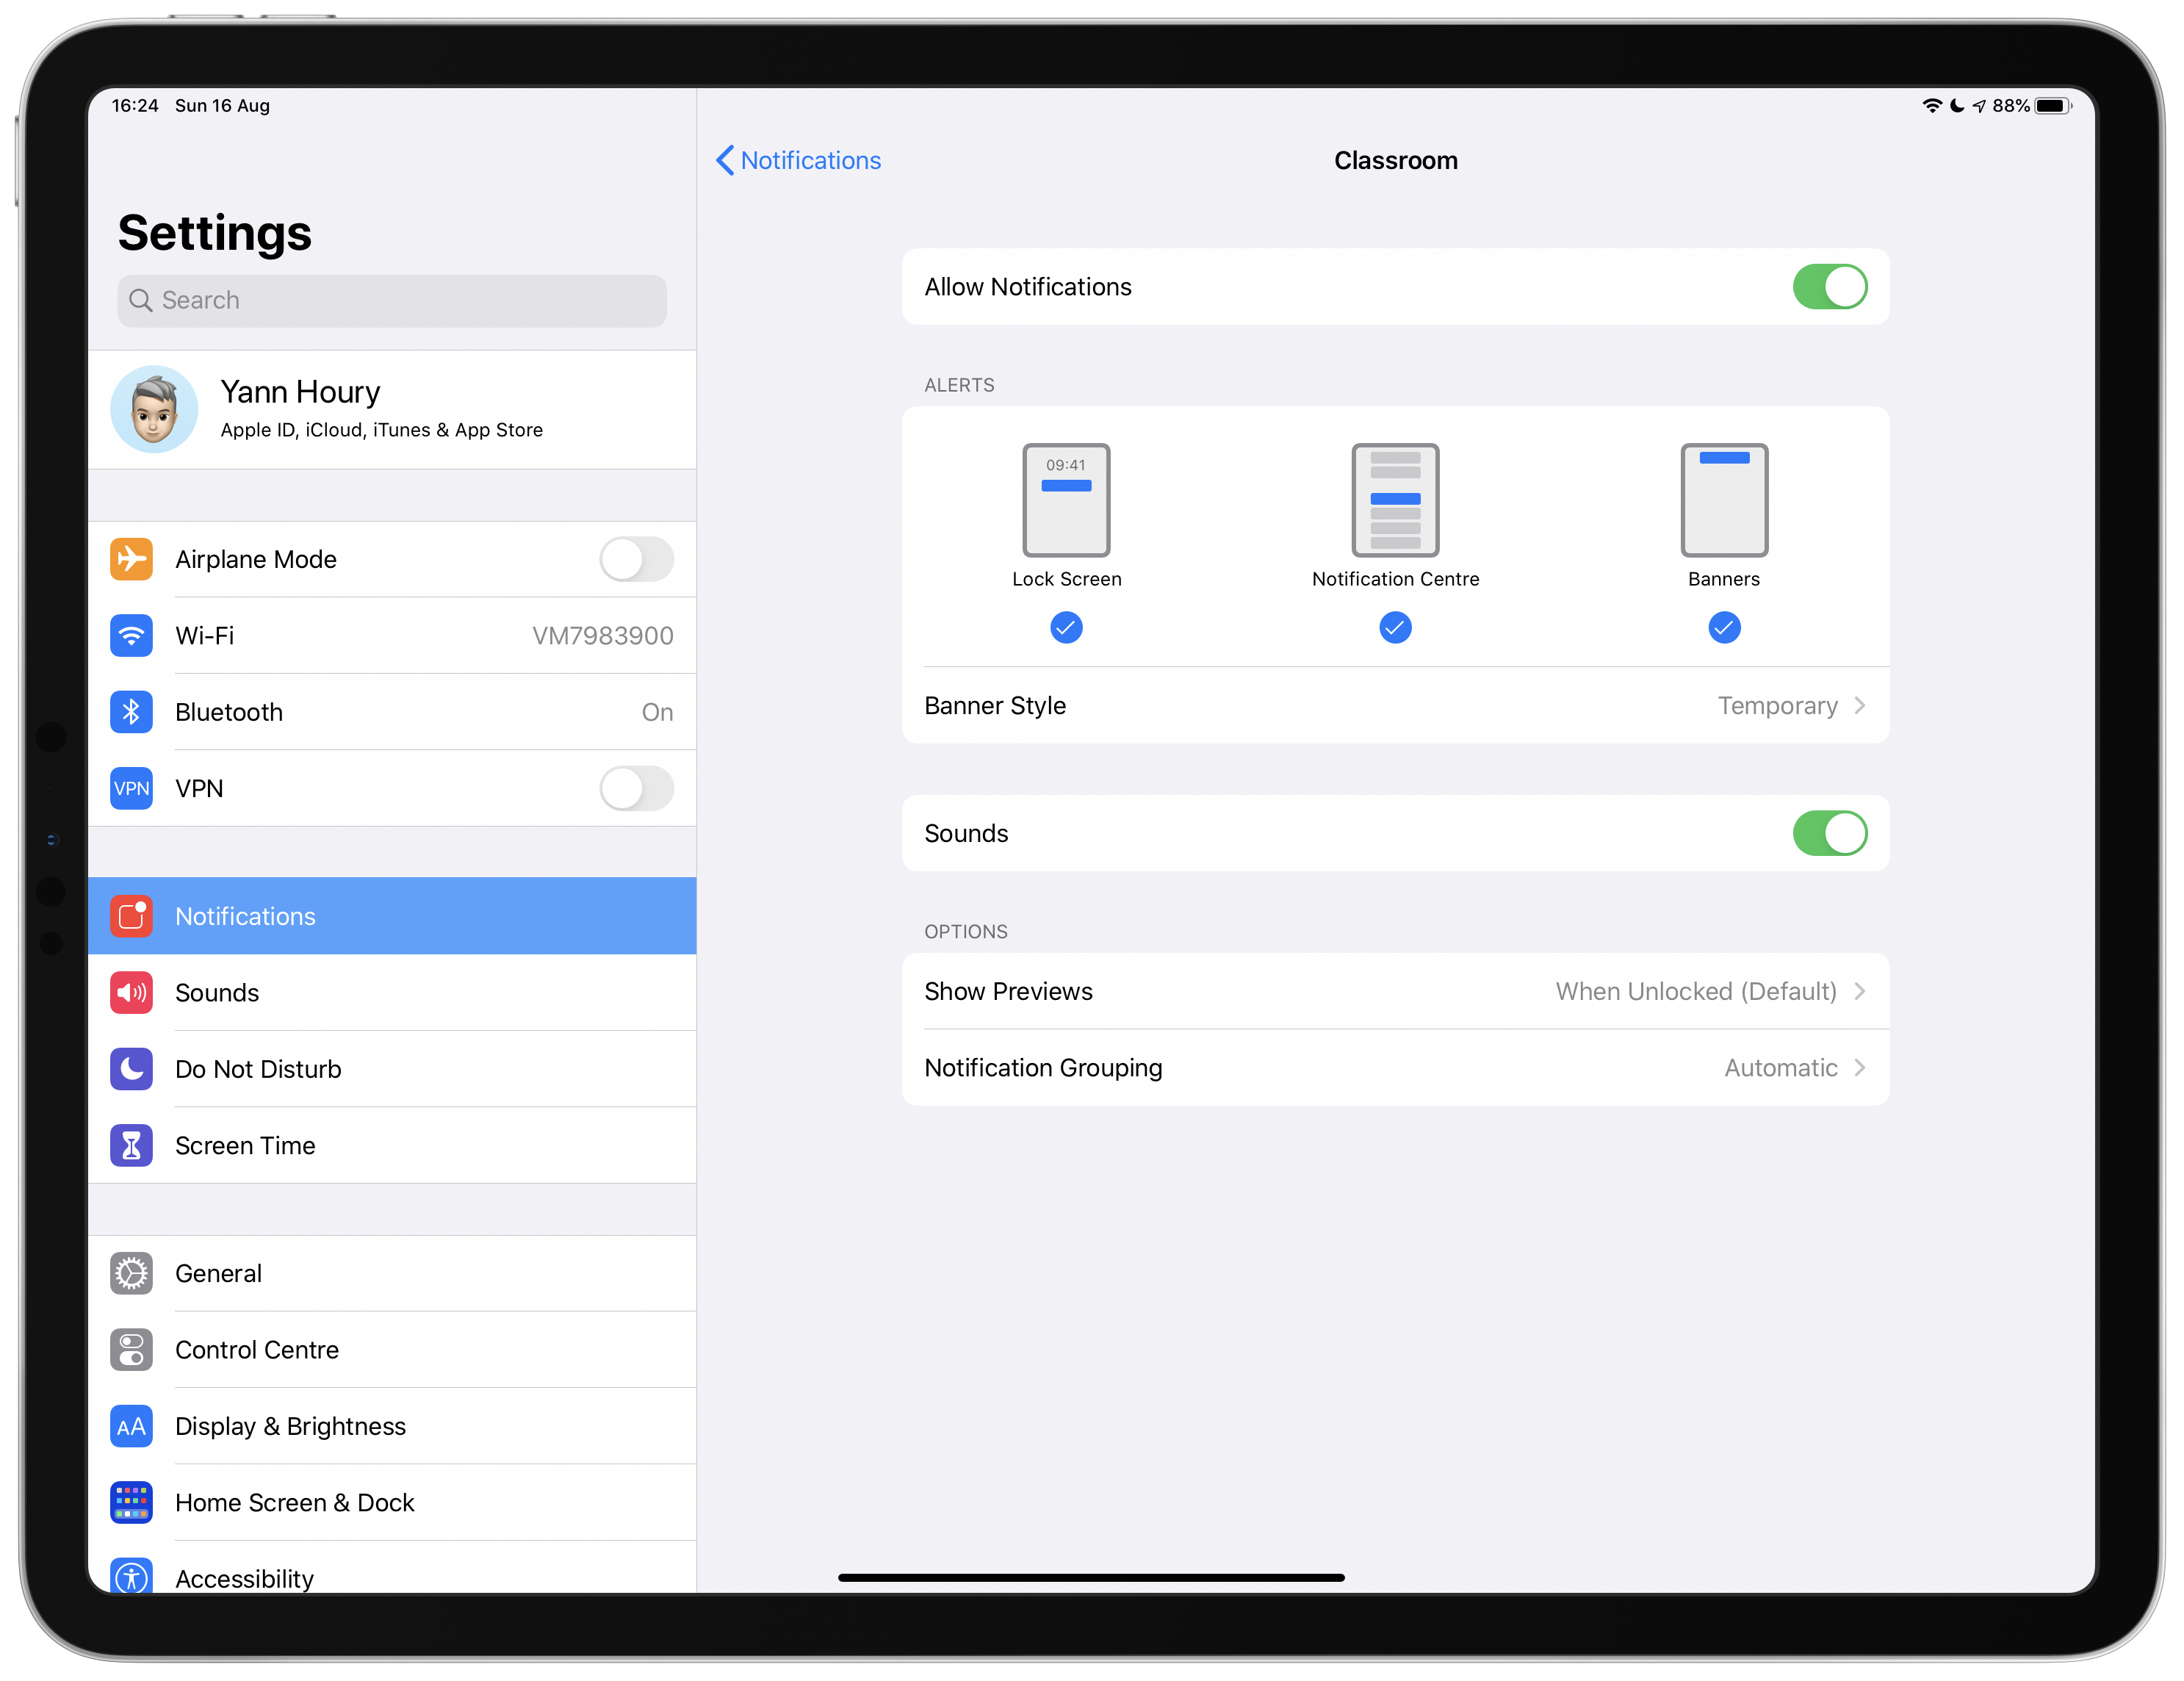 16:24 Sun 16 Aug
88%
Settings
Search
Yann Houry
Apple ID, iCloud, iTunes & App Store
Airplane Mode
Wi-Fi VM7983900
Bluetooth On
VPN VPN
Notifications
Sounds
Do Not Disturb
Screen Time
General
Control Centre
AA Display & Brightness
Home Screen & Dock
Accessibility
Notifications
Classroom
Allow Notifications
ALERTS
09:41
Lock Screen Notification Centre Banners
Banner Style Temporary
Sounds
OPTIONS
Show Previews When Unlocked (Default)
Notification Grouping Automatic